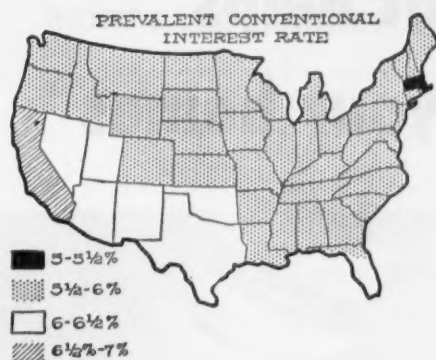 PREVALENT CONVENTIONAL
INTEREST RATE
5-5½%
5½-6%
6-6½%
6½%-7%